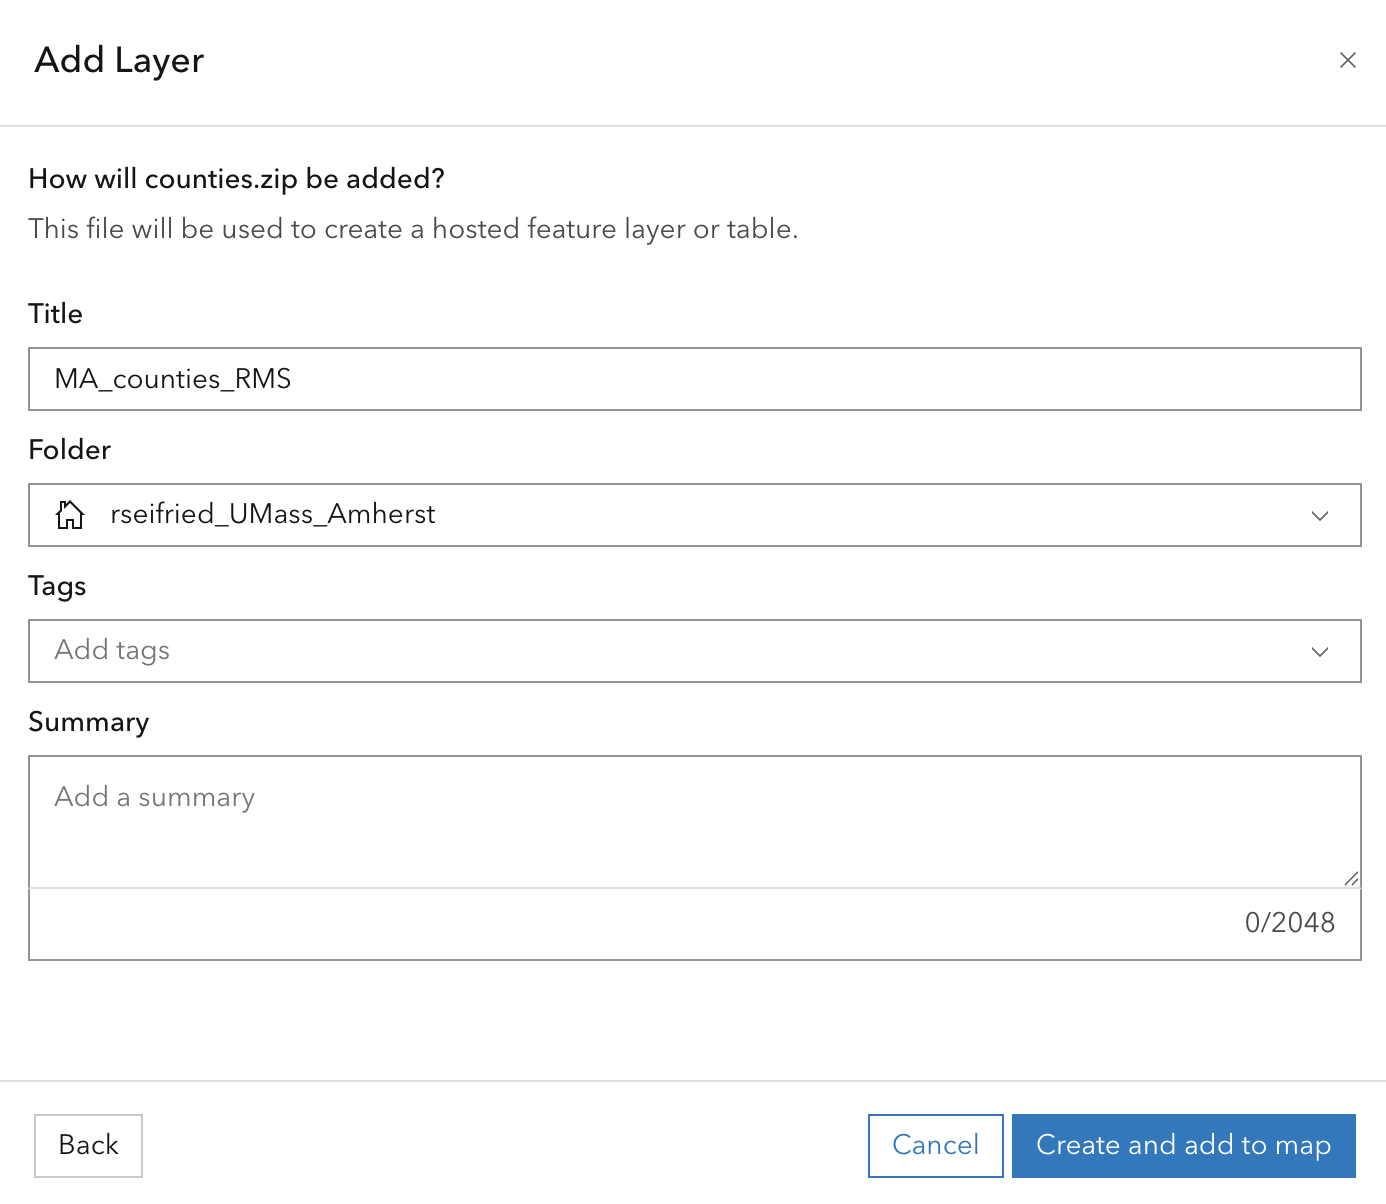 Add Layer
How will counties.zip be added?
This file will be used to create a hosted feature layer or table.
Title
MA_counties_RMS
Folder
rseifried_UMass_Amherst
Tags
Add tags
Summary
Add a summary
0/2048
Back
Cancel
Create and add to map